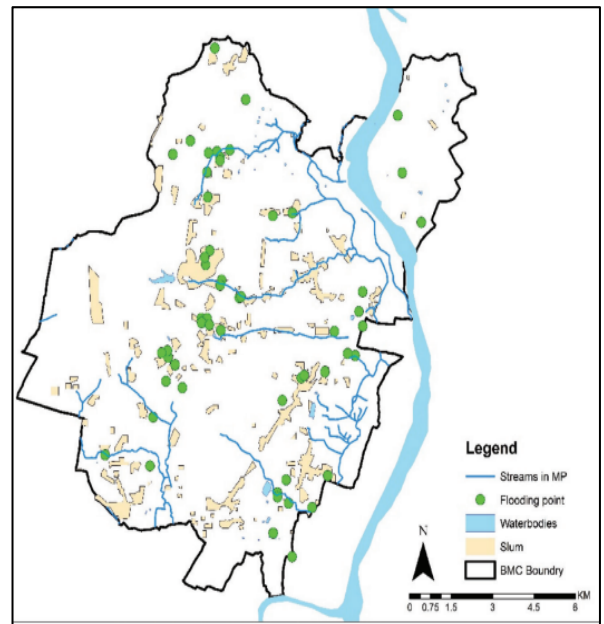 Legend
Streams in MP
Flooding point
Waterbodies
Slum
BMC Boundry
N
KM
0 0.75 1.5 3 4.5 6